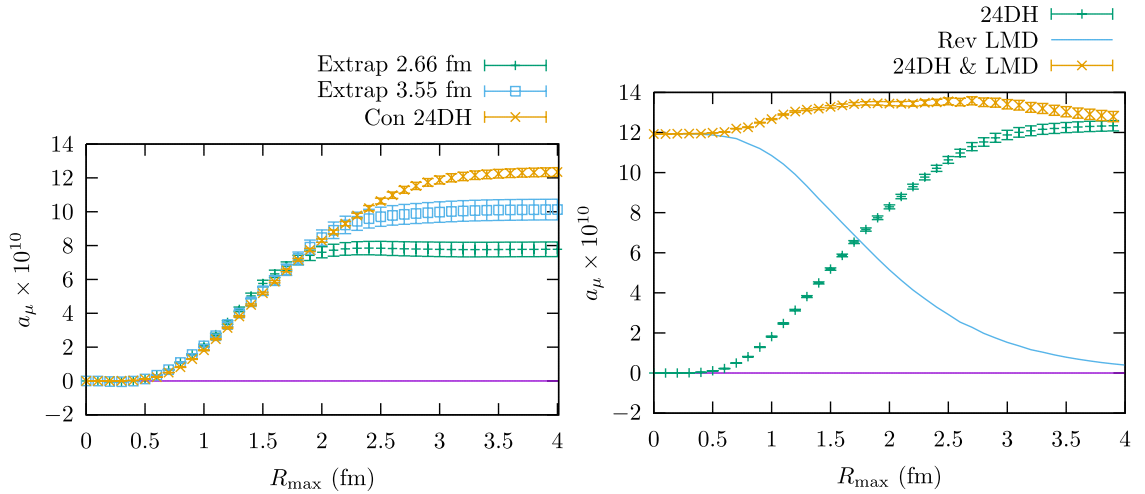 Extrap 2.66 fm
Extrap 3.55 fm
Con 24DH
14
12
10
8
6
4
2
0
−2
0 0.5 1 1.5 2 2.5 3 3.5 4
a_μ × 10^10
R_max (fm)
24DH
Rev LMD
24DH & LMD
14
12
10
8
6
4
2
0
−2
0 0.5 1 1.5 2 2.5 3 3.5 4
a_μ × 10^10
R_max (fm)